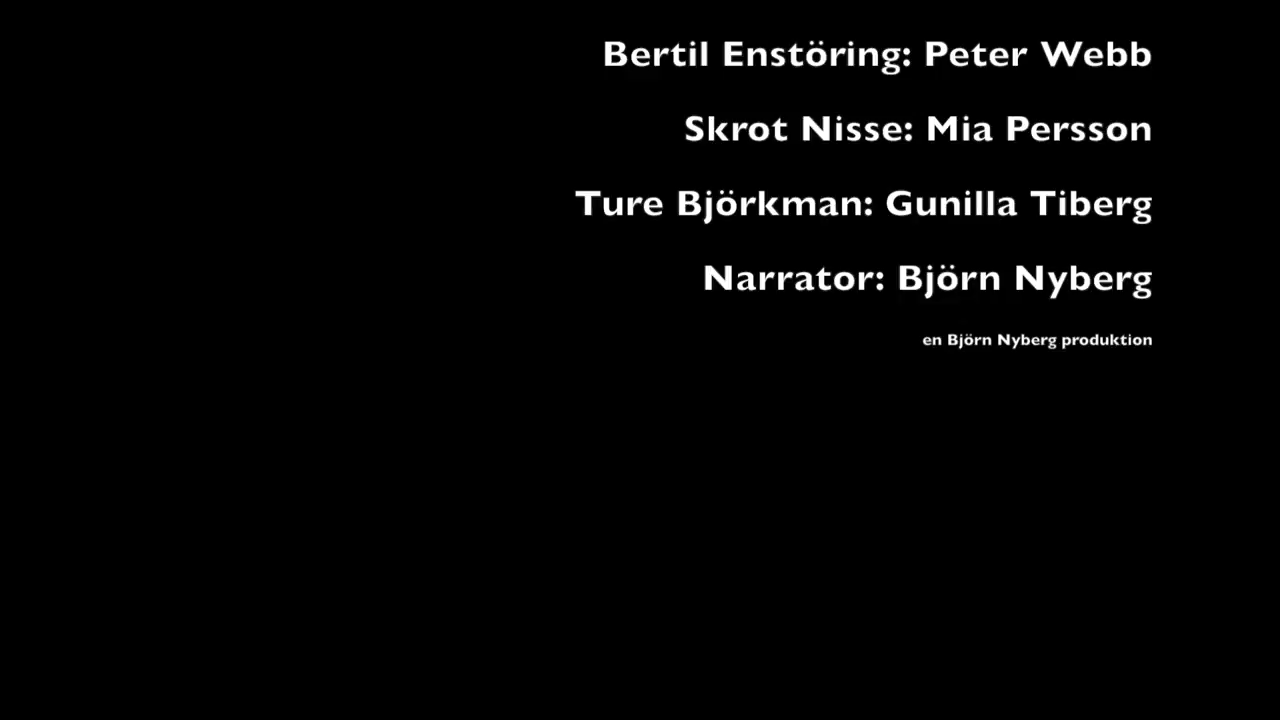 Bertil Enstöring: Peter Webb
Skrot Nisse: Mia Persson
Ture Björkman: Gunilla Tiberg
Narrator: Björn Nyberg
en Björn Nyberg produktion